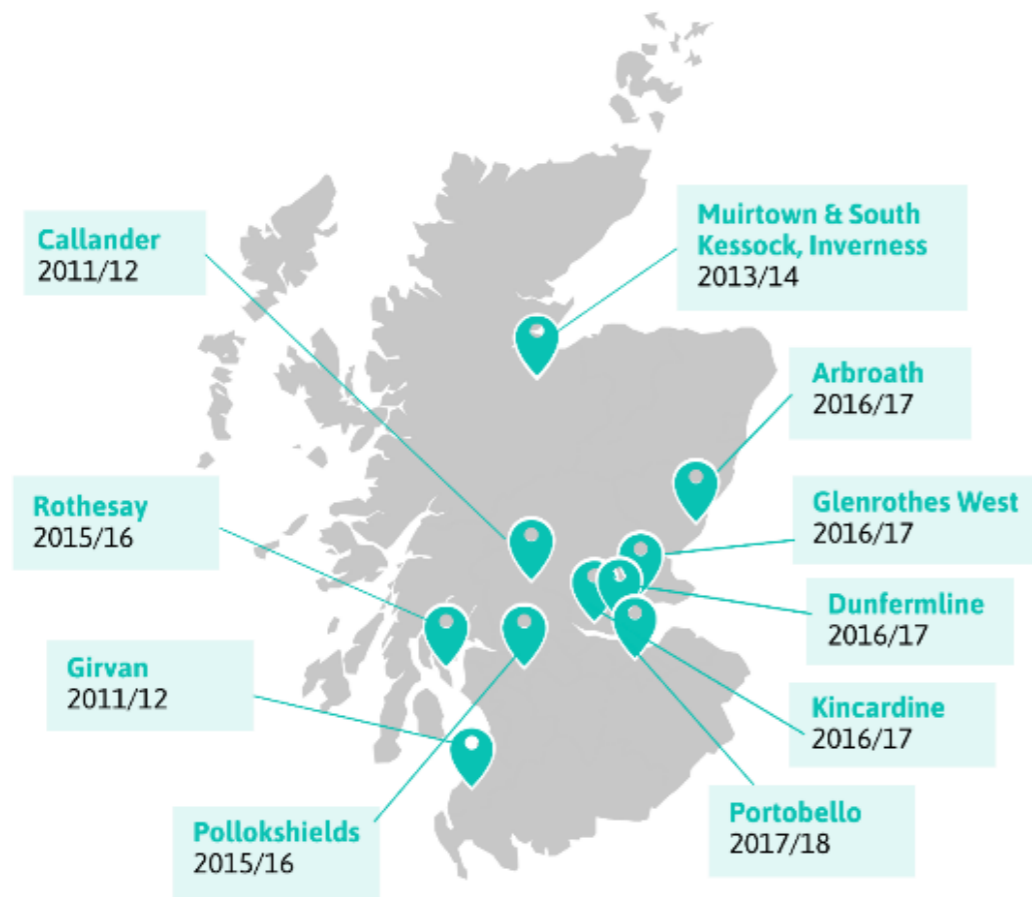 Callander
2011/12
Muirtown & South
Kessock, Inverness
2013/14
Arbroath
2016/17
Rothesay
2015/16
Glenrothes West
2016/17
Dunfermline
2016/17
Girvan
2011/12
Kincardine
2016/17
Pollokshields
2015/16
Portobello
2017/18